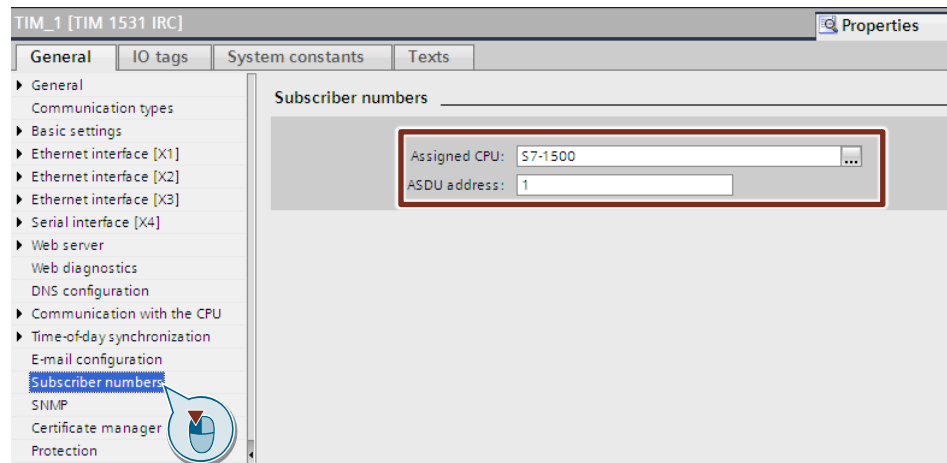 TIM_1 [TIM 1531 IRC]
Properties
General
IO tags
System constants
Texts
General
Communication types
Basic settings
Ethernet interface [X1]
Ethernet interface [X2]
Ethernet interface [X3]
Serial interface [X4]
Web server
Web diagnostics
DNS configuration
Communication with the CPU
Time-of-day synchronization
E-mail configuration
Subscriber numbers
SNMP
Certificate manager
Protection
Subscriber numbers
Assigned CPU: S7-1500 ...
ASDU address: 1